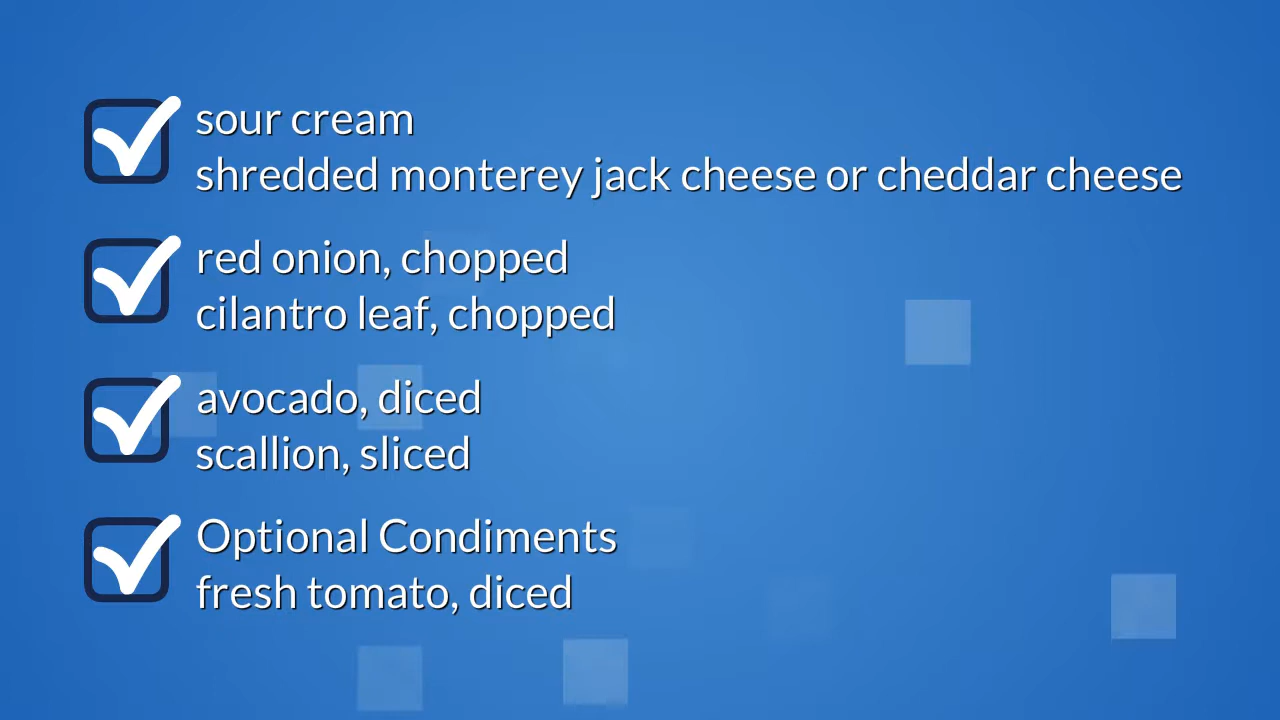 sour cream
shredded monterey jack cheese or cheddar cheese
red onion, chopped
cilantro leaf, chopped
avocado, diced
scallion, sliced
Optional Condiments
fresh tomato, diced